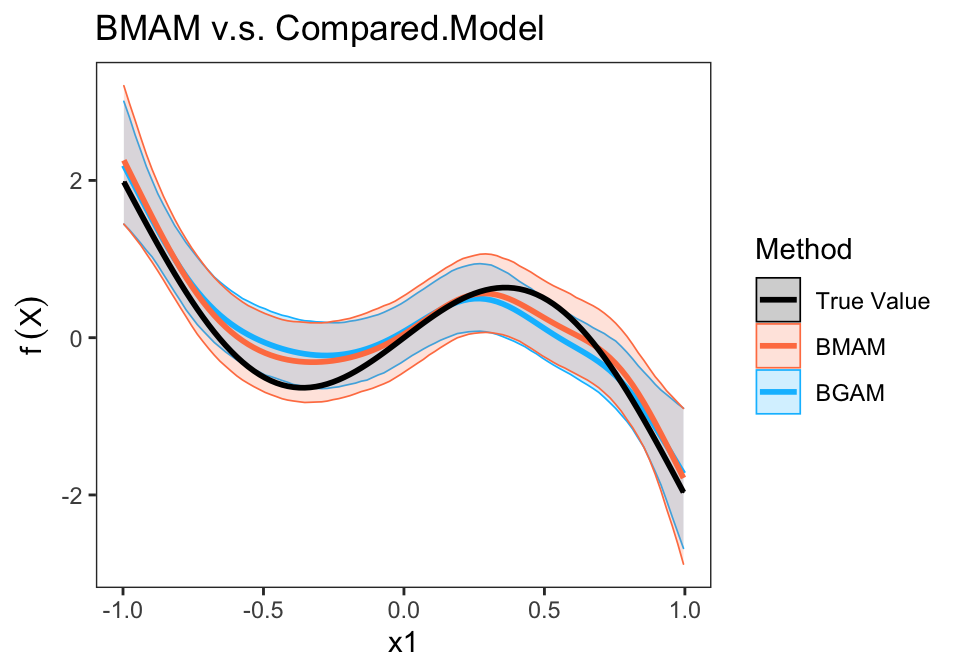 BMAM v.s. Compared.Model
f (x)
2
0
-2
-1.0
-0.5
0.0
0.5
1.0
x1
Method
True Value
BMAM
BGAM